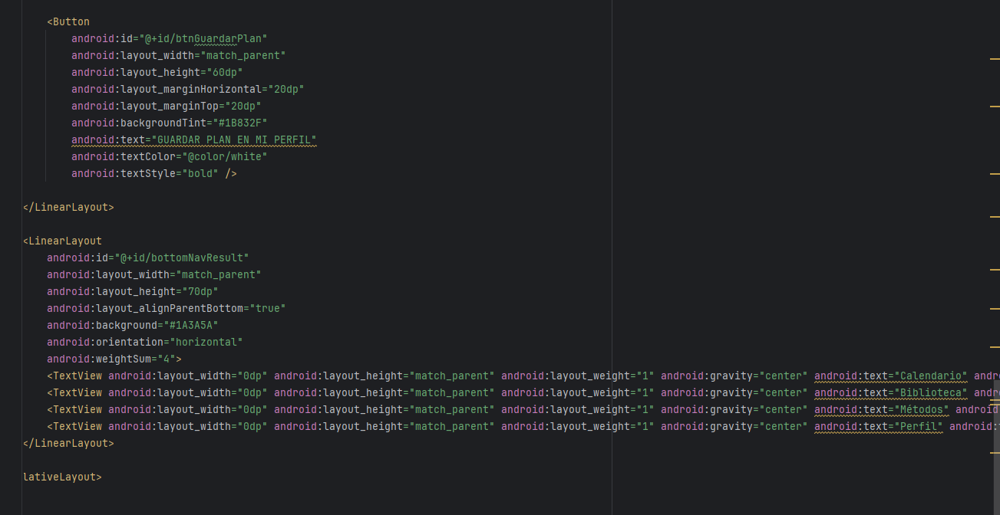 <Button
android:id="@+id/btnGuardarPlan"
android:layout_width="match_parent"
android:layout_height="60dp"
android:layout_marginHorizontal="20dp"
android:layout_marginTop="20dp"
android:backgroundTint="#1B832F"
android:text="GUARDAR PLAN EN MI PERFIL"
android:textColor="@color/white"
android:textStyle="bold" />
</LinearLayout>
<LinearLayout
android:id="@+id/bottomNavResult"
android:layout_width="match_parent"
android:layout_height="70dp"
android:layout_alignParentBottom="true"
android:background="#1A3A5A"
android:orientation="horizontal"
android:weightSum="4">
<TextView android:layout_width="0dp" android:layout_height="match_parent" android:layout_weight="1" android:gravity="center" android:text="Calendario" andr
<TextView android:layout_width="0dp" android:layout_height="match_parent" android:layout_weight="1" android:gravity="center" android:text="Biblioteca" andr
<TextView android:layout_width="0dp" android:layout_height="match_parent" android:layout_weight="1" android:gravity="center" android:text="Métodos" android
<TextView android:layout_width="0dp" android:layout_height="match_parent" android:layout_weight="1" android:gravity="center" android:text="Perfil" android:
</LinearLayout>
lativeLayout>